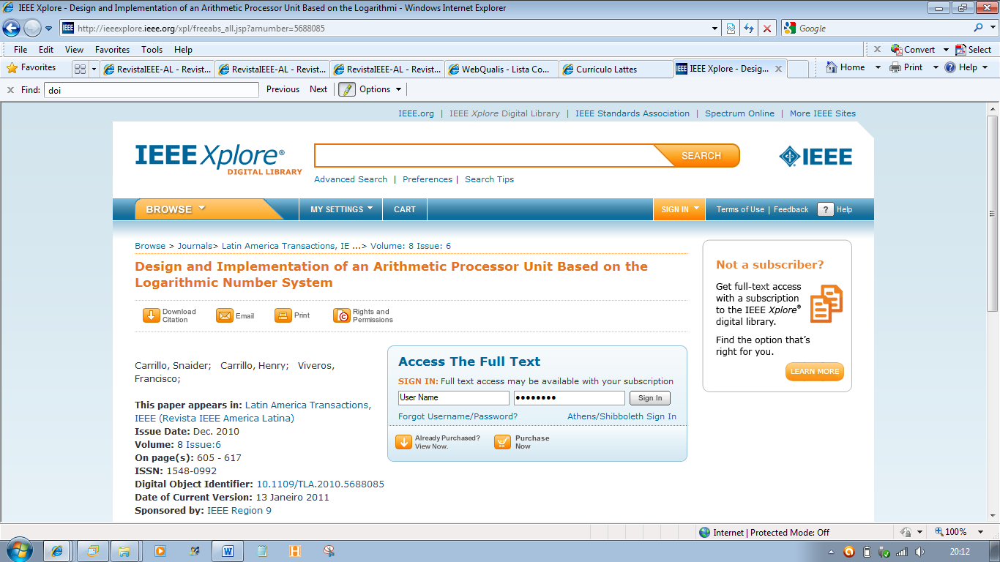 IEEE Xplore - Design and Implementation of an Arithmetic Processor Unit Based on the Logarithmi - Windows Internet Explorer
http://ieeexplore.ieee.org/xpl/freeabs_all.jsp?arnumber=5688085
Google
File Edit View Favorites Tools Help
Convert Select
Favorites
RevistaIEEE-AL - Revist...
RevistaIEEE-AL - Revist...
RevistaIEEE-AL - Revist...
WebQualis - Lista Co...
Currículo Lattes
IEEE IEEE Xplore - Desig...
Home Print Help
Find: doi Previous Next Options
IEEE.org | IEEE Xplore Digital Library | IEEE Standards Association | Spectrum Online | More IEEE Sites
IEEE Xplore®
DIGITAL LIBRARY
SEARCH
IEEE
Advanced Search | Preferences | Search Tips
BROWSE MY SETTINGS CART SIGN IN Terms of Use | Feedback ? Help
Browse > Journals> Latin America Transactions, IE ...> Volume: 8 Issue: 6
Design and Implementation of an Arithmetic Processor Unit Based on the
Logarithmic Number System
Download
Citation
Email
Print
Rights and
Permissions
Carrillo, Snaider; Carrillo, Henry; Viveros,
Francisco;
This paper appears in: Latin America Transactions,
IEEE (Revista IEEE America Latina)
Issue Date: Dec. 2010
Volume: 8 Issue:6
On page(s): 605 - 617
ISSN: 1548-0992
Digital Object Identifier: 10.1109/TLA.2010.5688085
Date of Current Version: 13 Janeiro 2011
Sponsored by: IEEE Region 9
Access The Full Text
SIGN IN: Full text access may be available with your subscription
User Name ●●●●●●●● Sign In
Forgot Username/Password? Athens/Shibboleth Sign In
Already Purchased?
View Now.
Purchase
Now
Not a subscriber?
Get full-text access
with a subscription
to the IEEE Xplore®
digital library.
Find the option that's
right for you.
LEARN MORE
Internet | Protected Mode: Off
100%
20:12